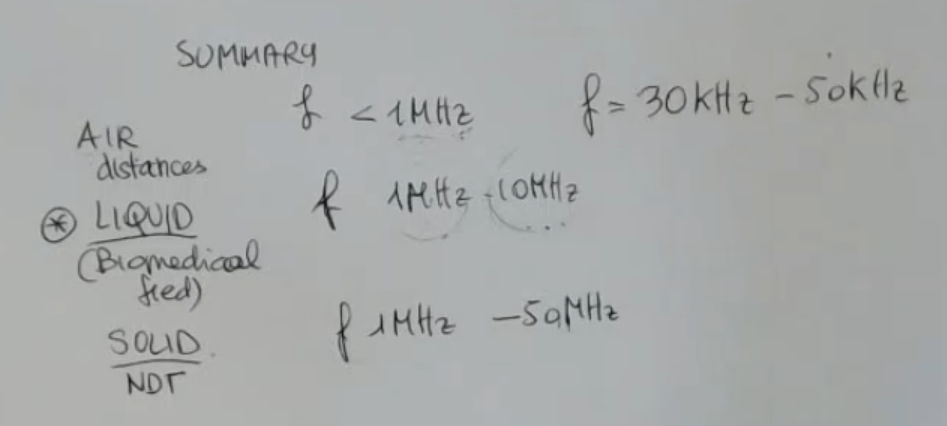 SUMMARY
f < 1MHz f = 30KHz - 50KHz
AIR
distances
f 1MHz - 10MHz
* LIQUID
(Biomedical
fied)
f 1MHz - 50MHz
SOLID
NDT